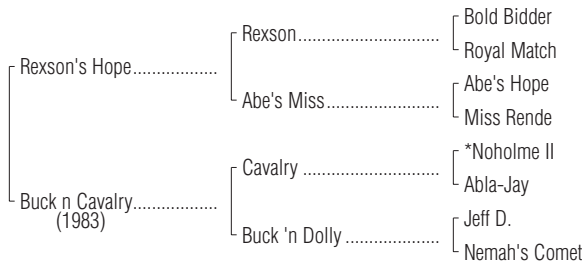 Rexson's Hope..................
Rexson..............................
Bold Bidder
Royal Match
Abe's Miss........................
Abe's Hope
Miss Rende
Buck n Cavalry.................
(1983)
Cavalry .............................
*Noholme II
Abla-Jay
Buck 'n Dolly ....................
Jeff D.
Nemah's Comet